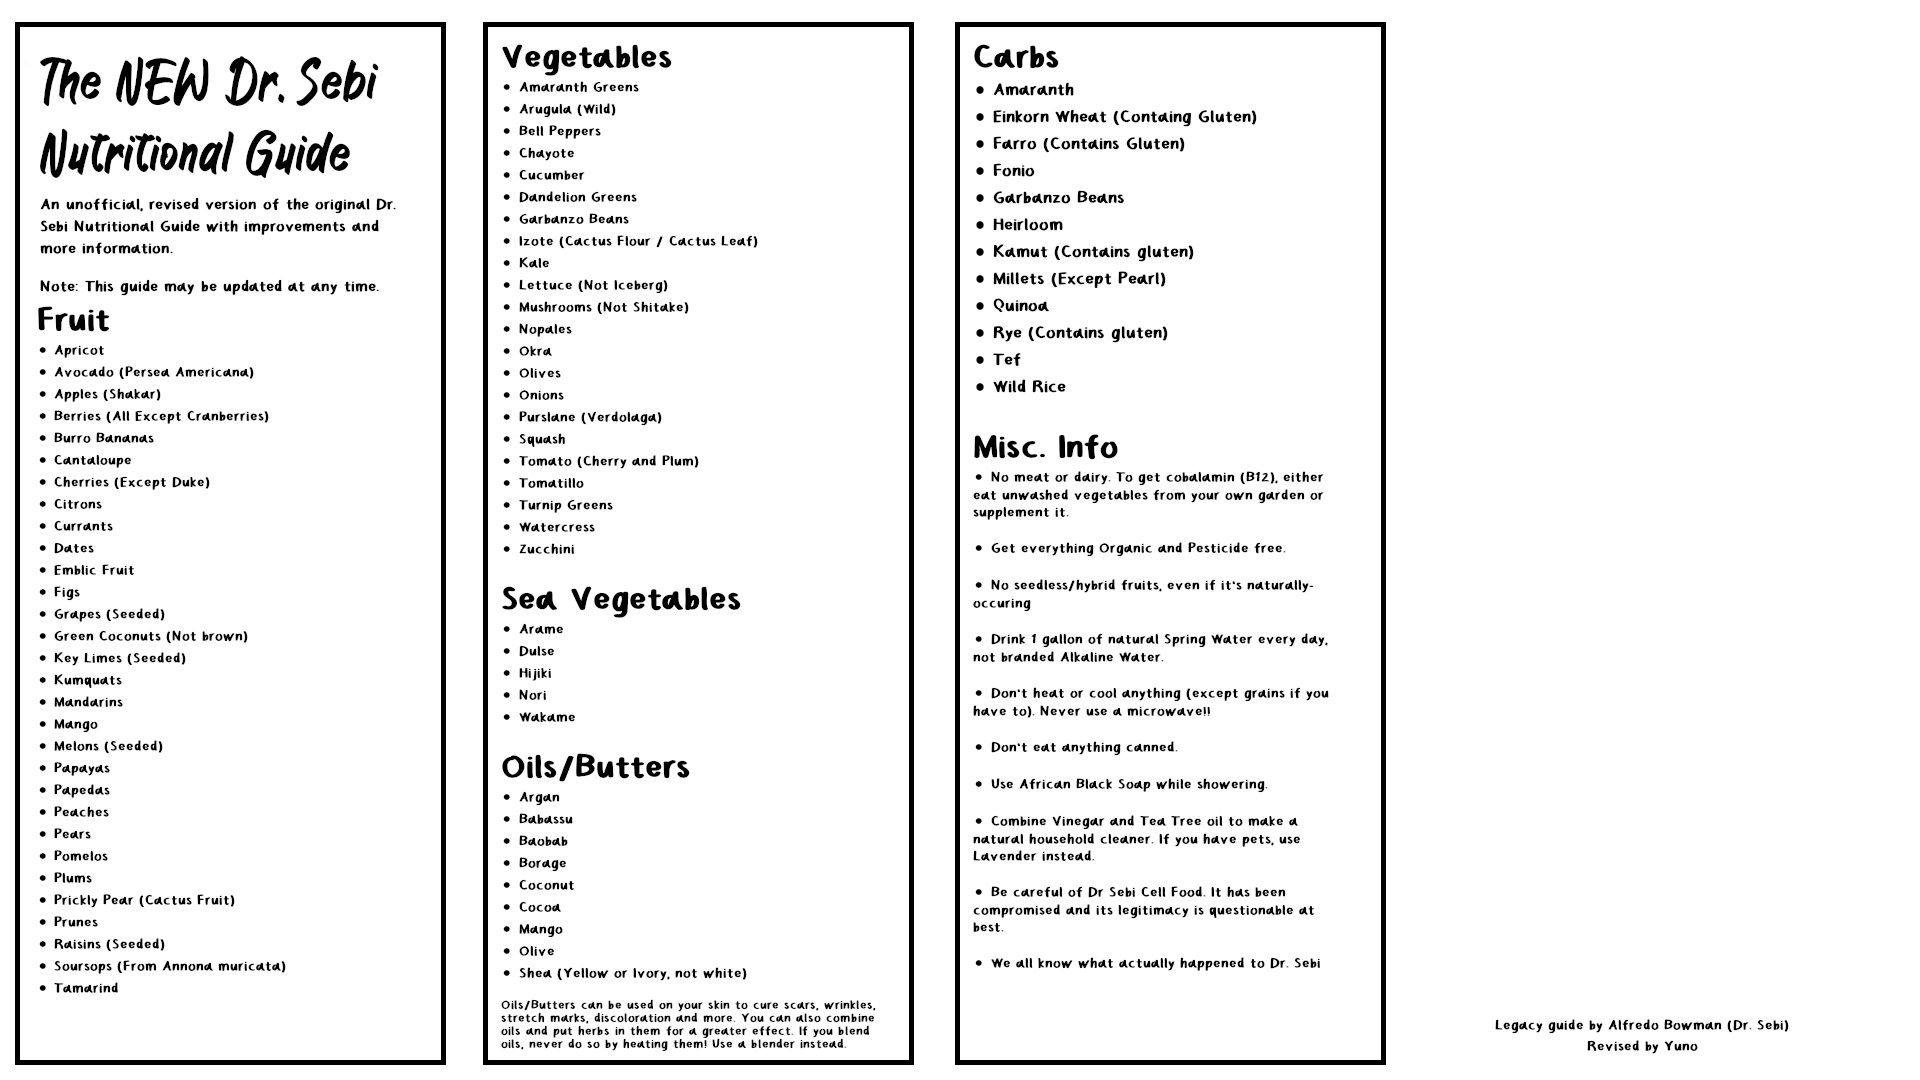 The NEW Dr. Sebi
Nutritional Guide
An unofficial, revised version of the original Dr.
Sebi Nutritional Guide with improvements and
more information.
Note: This guide may be updated at any time.
Fruit
• Apricot
• Avocado (Persea Americana)
• Apples (Shakar)
• Berries (All Except Cranberries)
• Burro Bananas
• Cantaloupe
• Cherries (Except Duke)
• Citrons
• Currants
• Dates
• Emblic Fruit
• Figs
• Grapes (Seeded)
• Green Coconuts (Not brown)
• Key Limes (Seeded)
• Kumquats
• Mandarins
• Mango
• Melons (Seeded)
• Papayas
• Papedas
• Peaches
• Pears
• Pomelos
• Plums
• Prickly Pear (Cactus Fruit)
• Prunes
• Raisins (Seeded)
• Soursops (From Annona muricata)
• Tamarind
Vegetables
• Amaranth Greens
• Arugula (Wild)
• Bell Peppers
• Chayote
• Cucumber
• Dandelion Greens
• Garbanzo Beans
• Izote (Cactus Flour / Cactus Leaf)
• Kale
• Lettuce (Not Iceberg)
• Mushrooms (Not Shitake)
• Nopales
• Okra
• Olives
• Onions
• Purslane (Verdolaga)
• Squash
• Tomato (Cherry and Plum)
• Tomatillo
• Turnip Greens
• Watercress
• Zucchini
Sea Vegetables
• Arame
• Dulse
• Hijiki
• Nori
• Wakame
Oils/Butters
• Argan
• Babassu
• Baobab
• Borage
• Coconut
• Cocoa
• Mango
• Olive
• Shea (Yellow or Ivory, not white)
Oils/Butters can be used on your skin to cure scars, wrinkles,
stretch marks, discoloration and more. You can also combine
oils and put herbs in them for a greater effect. If you blend
oils, never do so by heating them! Use a blender instead.
Carbs
• Amaranth
• Einkorn Wheat (Containg Gluten)
• Farro (Contains Gluten)
• Fonio
• Garbanzo Beans
• Heirloom
• Kamut (Contains gluten)
• Millets (Except Pearl)
• Quinoa
• Rye (Contains gluten)
• Tef
• Wild Rice
Misc. Info
• No meat or dairy. To get cobalamin (B12), either
eat unwashed vegetables from your own garden or
supplement it.
• Get everything Organic and Pesticide free.
• No seedless/hybrid fruits, even if it's naturally-
occuring
• Drink 1 gallon of natural Spring Water every day,
not branded Alkaline Water.
• Don't heat or cool anything (except grains if you
have to). Never use a microwave!!
• Don't eat anything canned.
• Use African Black Soap while showering.
• Combine Vinegar and Tea Tree oil to make a
natural household cleaner. If you have pets, use
Lavender instead.
• Be careful of Dr Sebi Cell Food. It has been
compromised and its legitimacy is questionable at
best.
• We all know what actually happened to Dr. Sebi
Legacy guide by Alfredo Bowman (Dr. Sebi)
Revised by Yuno